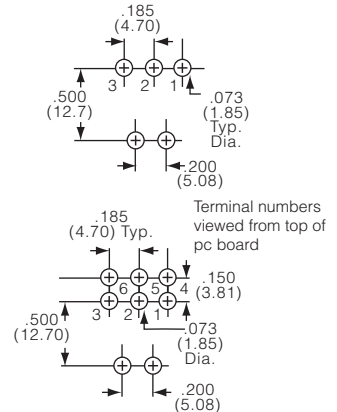 .185
(4.70)
3 2 1
.500
(12.7)
.073
(1.85)
Typ.
Dia.
.200
(5.08)
Terminal numbers
viewed from top of
pc board
.185
(4.70) Typ.
6 5 4
.150
(3.81)
3 2 1
.500
(12.70)
.073
(1.85)
Dia.
.200
(5.08)